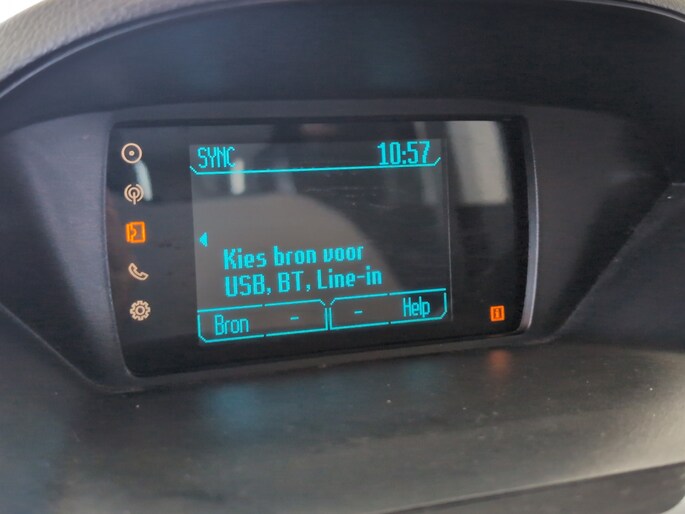 SYNC 10:57
Kies bron voor
USB, BT, Line-in
Bron - - Help